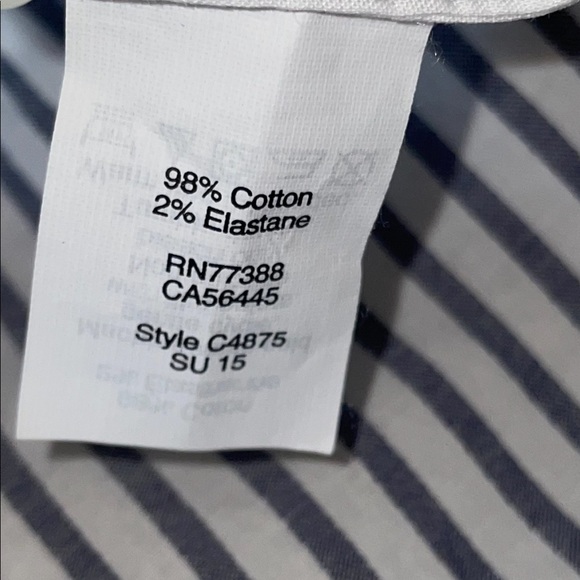 98% Cotton
2% Elastane
RN77388
CA56445
Style C4875
SU 15